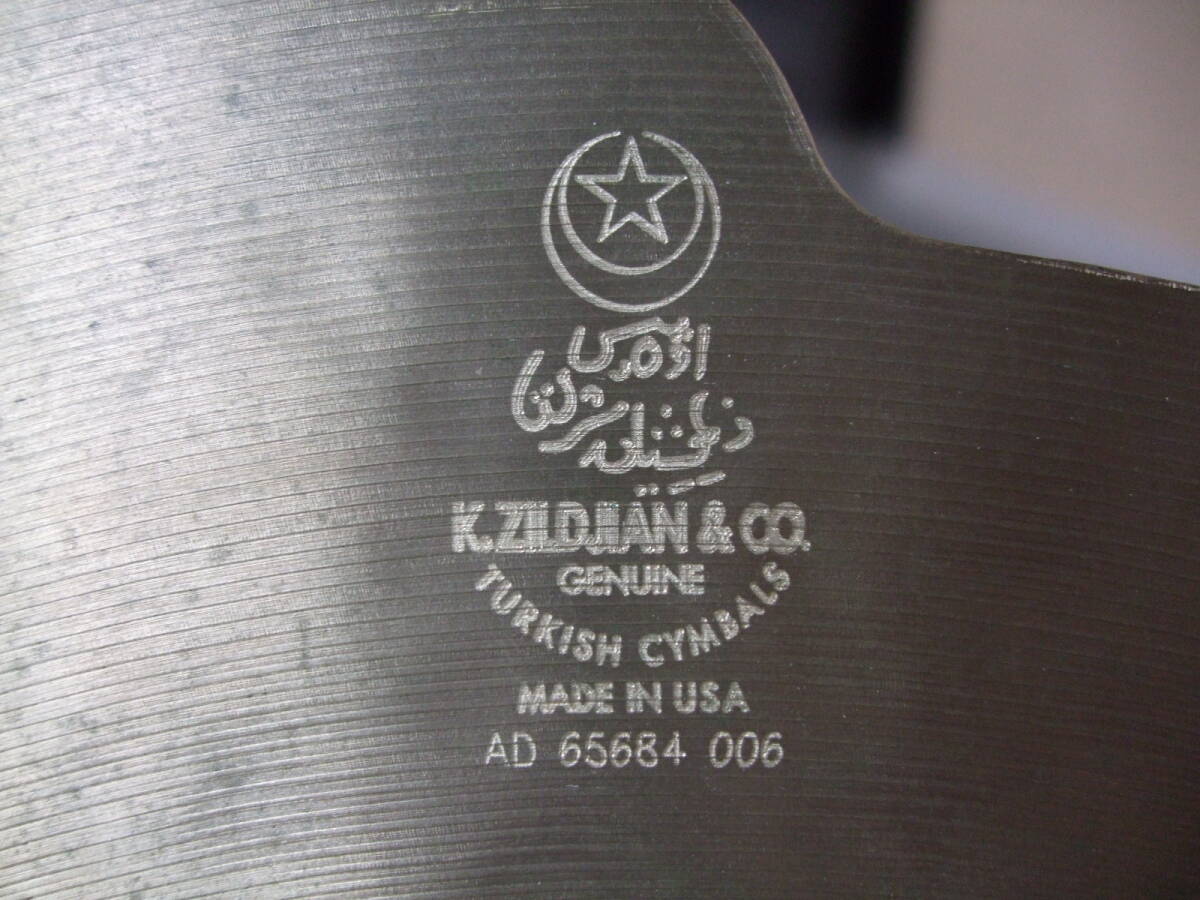 K. ZILDJIAN & CO.
GENUINE
TURKISH CYMBALS
MADE IN USA
AD 65684 006